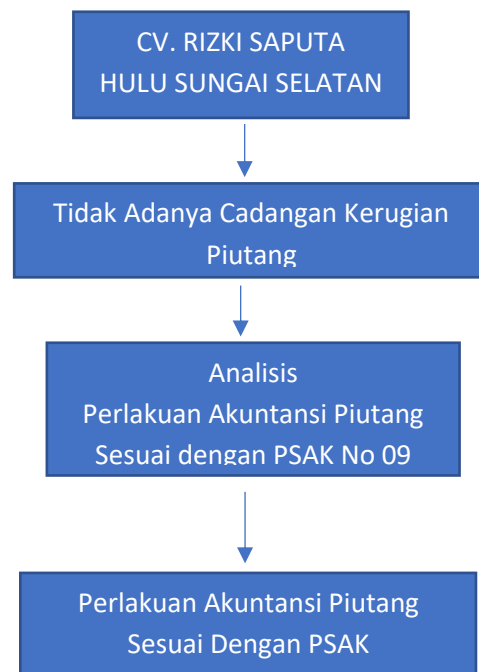 CV. RIZKI SAPUTA
HULU SUNGAI SELATAN
Tidak Adanya Cadangan Kerugian
Piutang
Analisis
Perlakuan Akuntansi Piutang
Sesuai dengan PSAK No 09
Perlakuan Akuntansi Piutang
Sesuai Dengan PSAK